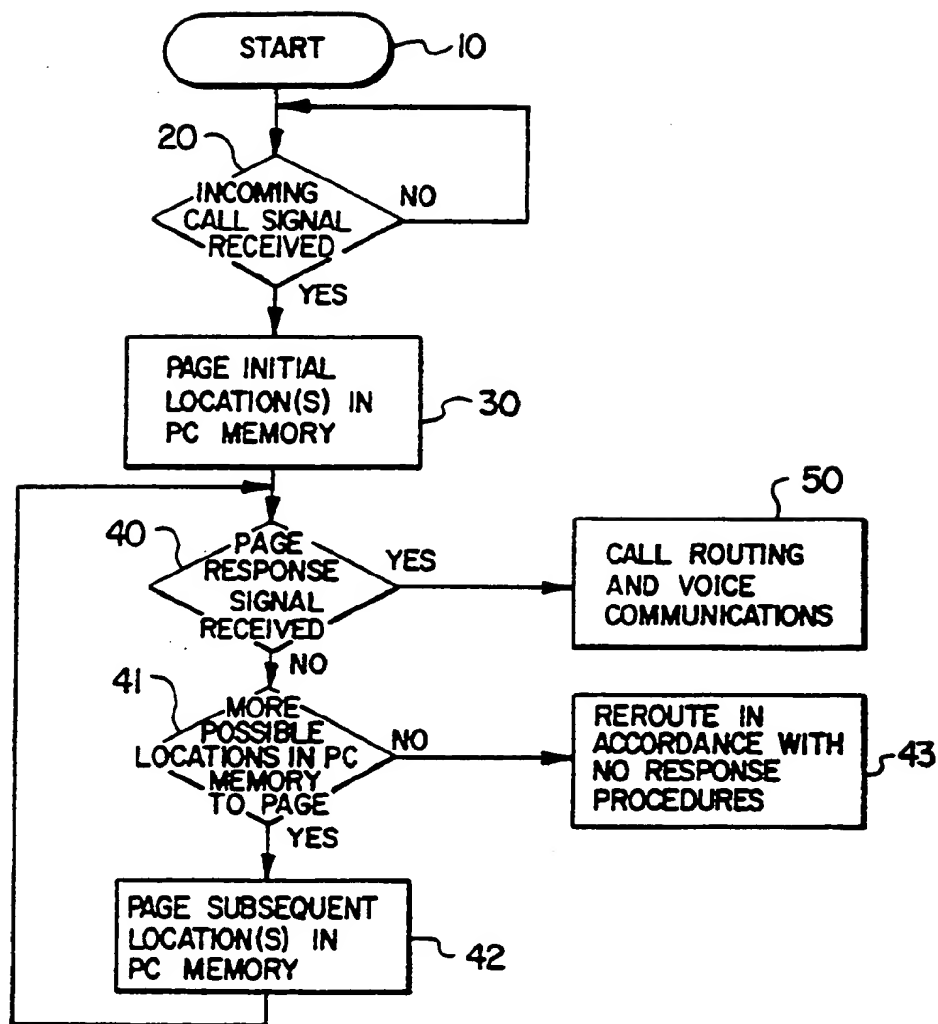 START
10
20
INCOMING
CALL SIGNAL
RECEIVED
NO
YES
PAGE INITIAL
LOCATION(S) IN
PC MEMORY
30
40
PAGE
RESPONSE
SIGNAL
RECEIVED
YES
50
CALL ROUTING
AND VOICE
COMMUNICATIONS
NO
41
MORE
POSSIBLE
LOCATIONS IN PC
MEMORY
TO PAGE
NO
REROUTE IN
ACCORDANCE WITH
NO RESPONSE
PROCEDURES
43
YES
PAGE SUBSEQUENT
LOCATION(S) IN
PC MEMORY
42